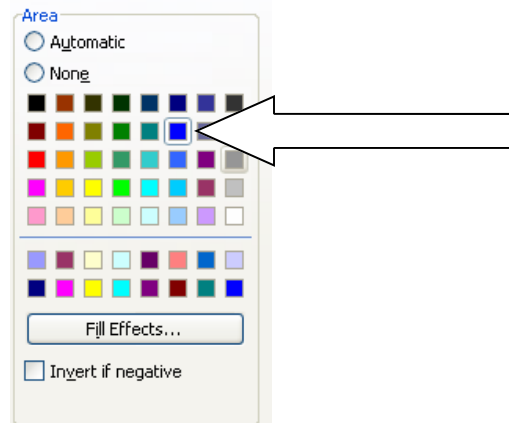 Area
Automatic
None
Fill Effects...
Invert if negative